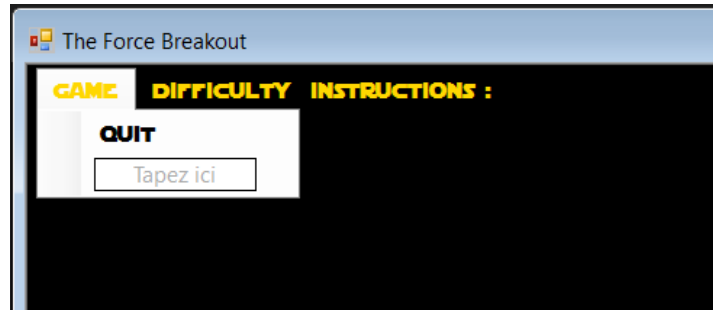 The Force Breakout
GAME DIFFICULTY INSTRUCTIONS :
QUIT
Tapez ici